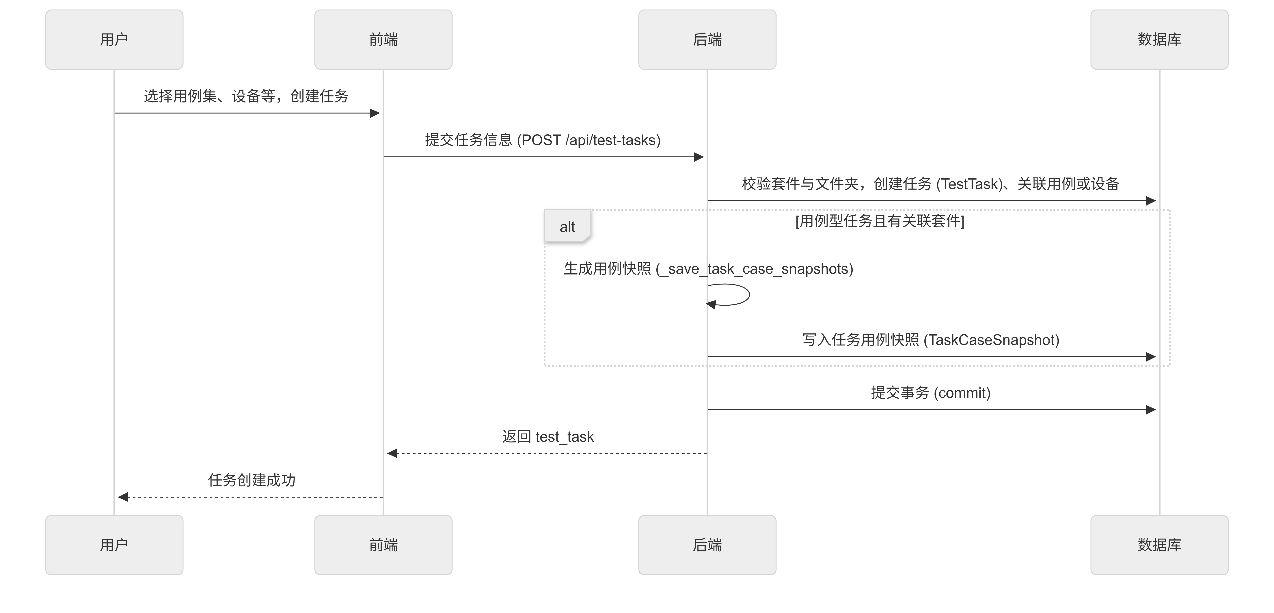 用户
前端
后端
数据库
选择用例集、设备等，创建任务
提交任务信息 (POST /api/test-tasks)
校验套件与文件夹，创建任务 (TestTask)、关联用例或设备
alt
[用例型任务且有关联套件]
生成用例快照 (_save_task_case_snapshots)
写入任务用例快照 (TaskCaseSnapshot)
提交事务 (commit)
返回 test_task
任务创建成功
用户
前端
后端
数据库